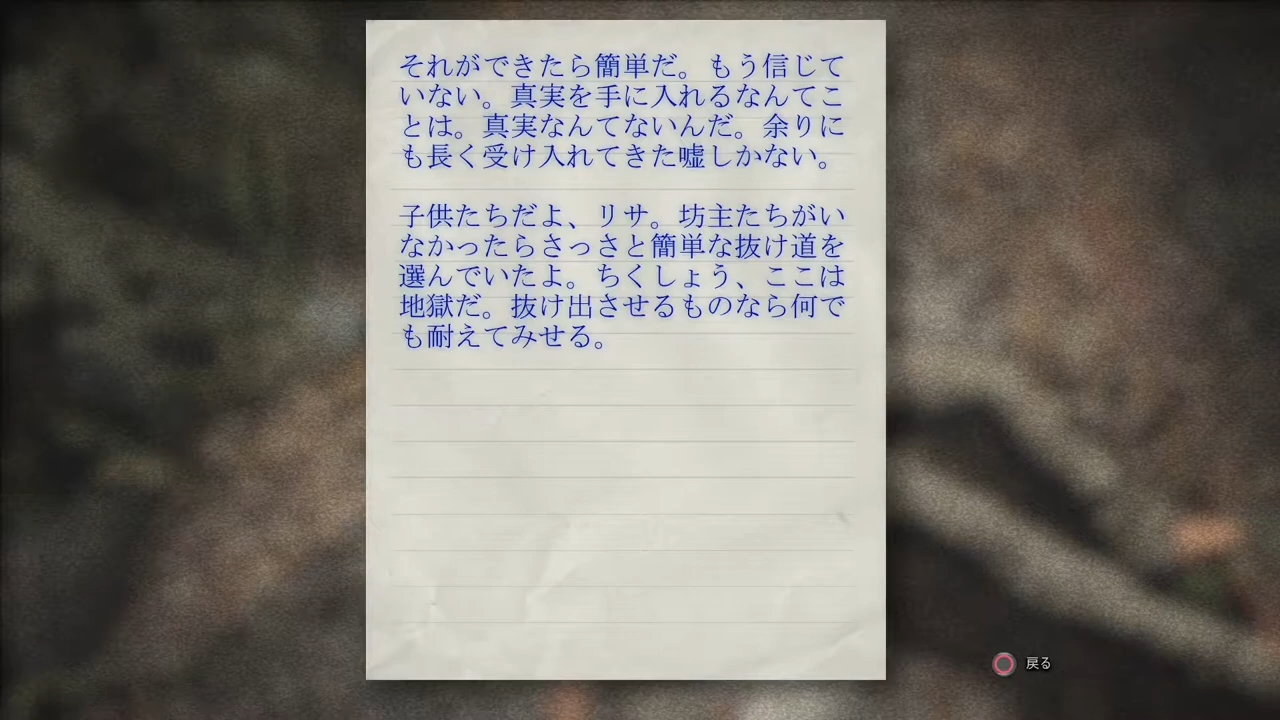 それができたら簡単だ。もう信じて
いない。真実を手に入れるなんてこ
とは。真実なんてないんだ。余りに
も長く受け入れてきた嘘しかない。
子供たちだよ、リサ。坊主たちがい
なかったらさっさと簡単な抜け道を
選んでいたよ。ちくしょう、ここは
地獄だ。抜け出させるものなら何で
も耐えてみせる。
戻る